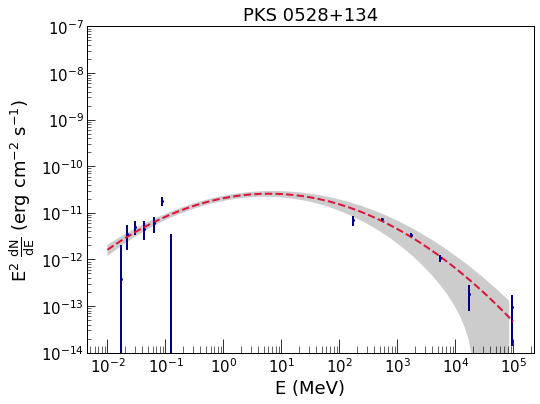 PKS 0528+134
E² dN/dE (erg cm⁻² s⁻¹)
10⁻⁷
10⁻⁸
10⁻⁹
10⁻¹⁰
10⁻¹¹
10⁻¹²
10⁻¹³
10⁻¹⁴
10⁻² 10⁻¹ 10⁰ 10¹ 10² 10³ 10⁴ 10⁵
E (MeV)